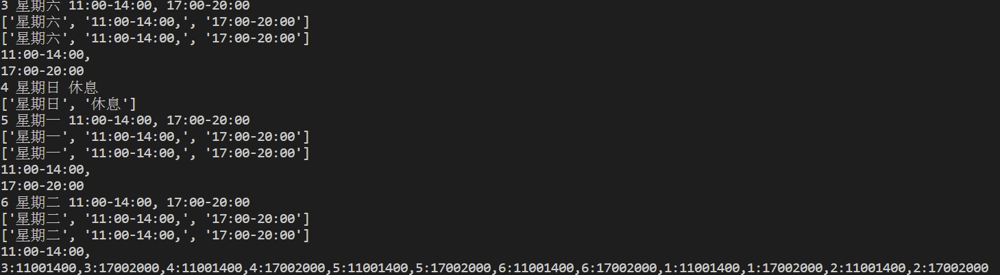 3 星期六 11:00-14:00, 17:00-20:00
['星期六', '11:00-14:00,', '17:00-20:00']
['星期六', '11:00-14:00,', '17:00-20:00']
11:00-14:00,
17:00-20:00
4 星期日 休息
['星期日', '休息']
5 星期一 11:00-14:00, 17:00-20:00
['星期一', '11:00-14:00,', '17:00-20:00']
['星期一', '11:00-14:00,', '17:00-20:00']
11:00-14:00,
17:00-20:00
6 星期二 11:00-14:00, 17:00-20:00
['星期二', '11:00-14:00,', '17:00-20:00']
['星期二', '11:00-14:00,', '17:00-20:00']
11:00-14:00,
3:11001400,3:17002000,4:11001400,4:17002000,5:11001400,5:17002000,6:11001400,6:17002000,1:11001400,1:17002000,2:11001400,2:17002000